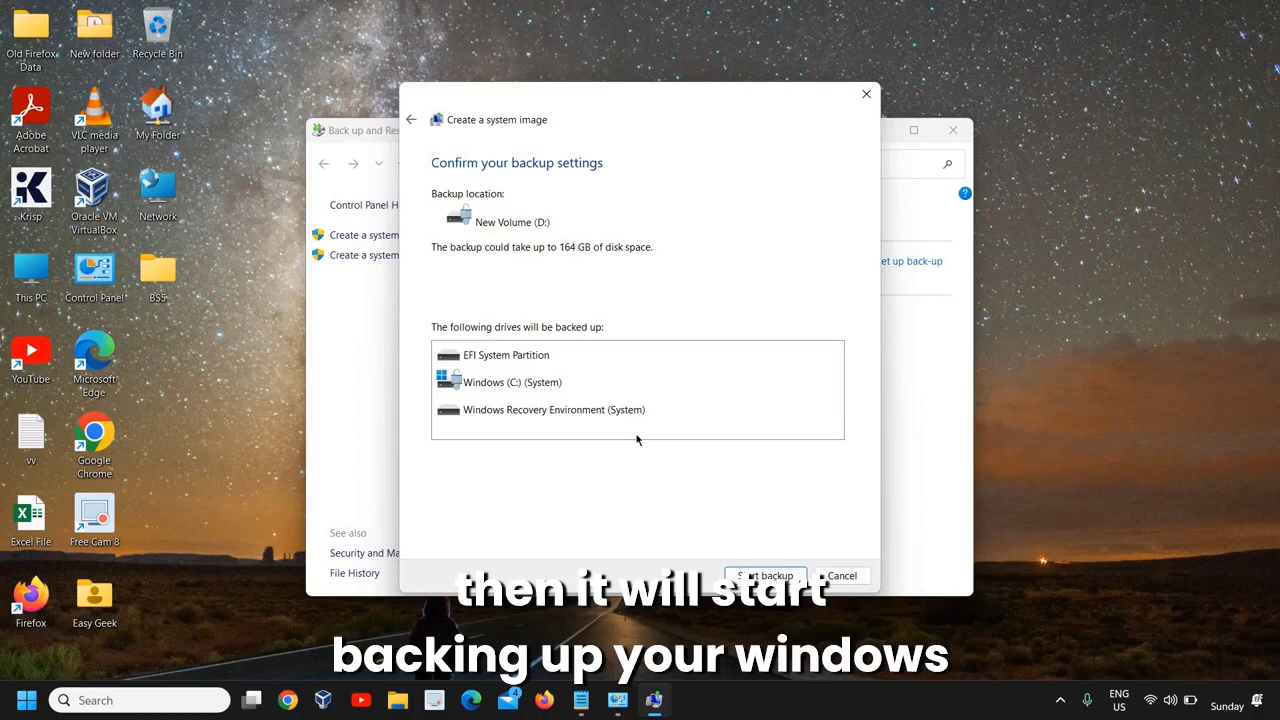 Old Firefox
Data
New folder
Recycle Bin
Adobe
Acrobat
VLC media
player
My Folder
Krisp
Oracle VM
VirtualBox
Network
This PC
Control Panel
BS5
YouTube
Microsoft
Edge
vv
Google
Chrome
Excel File
Free Cam 8
Firefox
Easy Geek
Back up and Res
Control Panel H
Create a system
Create a system
See also
Security and Ma
File History
et up back-up
Create a system image
Confirm your backup settings
Backup location:
New Volume (D:)
The backup could take up to 164 GB of disk space.
The following drives will be backed up:
EFI System Partition
Windows (C:) (System)
Windows Recovery Environment (System)
Start backup
Cancel
then it will start
backing up your windows
Search
4
ENG
US
Sunday